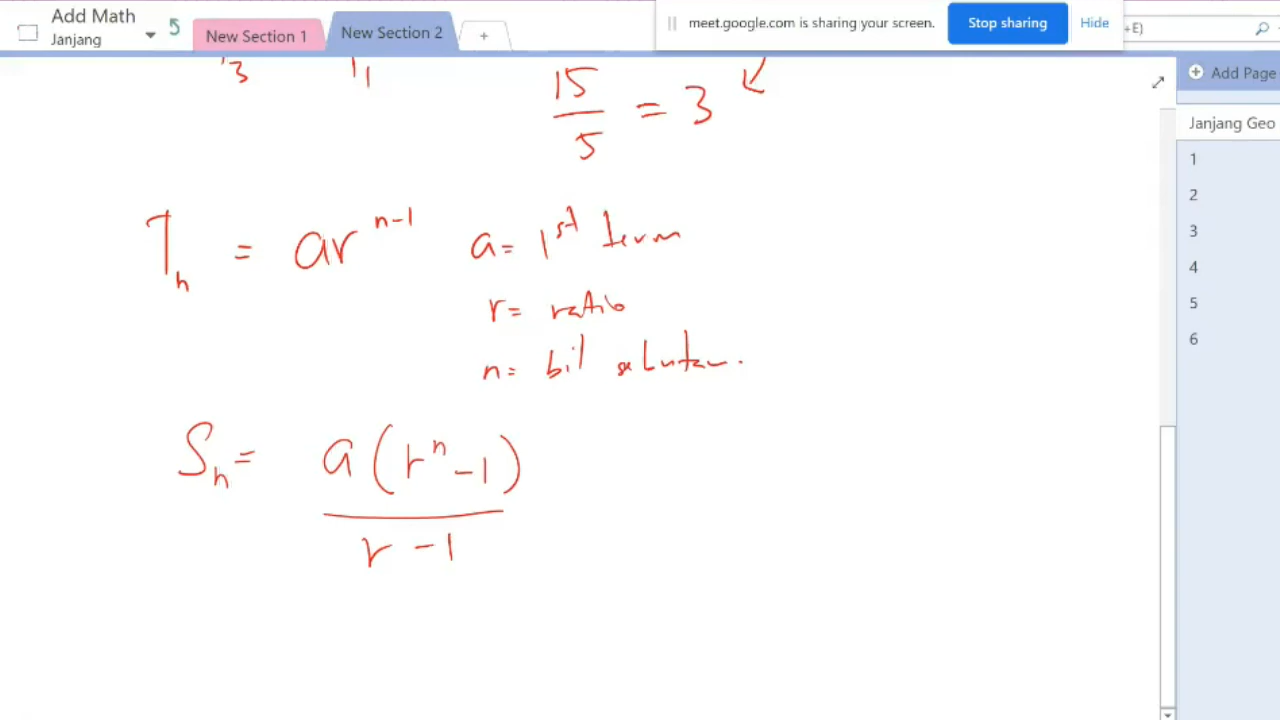 Add Math
Janjang
New Section 1
New Section 2
+
meet.google.com is sharing your screen.
Stop sharing
Hide
+E)
Add Page
Janjang Geo
1
2
3
4
5
6
15/5 = 3
Tn = ar^(n-1) a = 1st term
r = ratio
n = bil sebutan.
Sn = a(r^n - 1)
r - 1